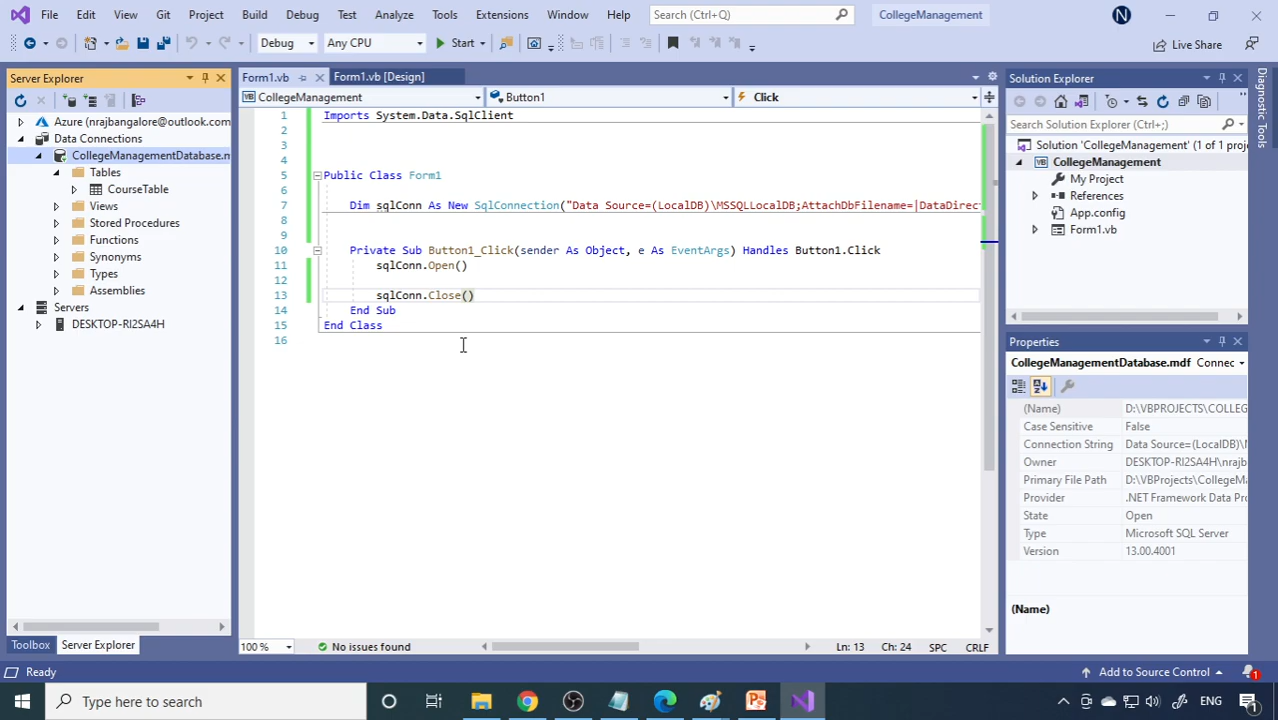 File Edit View Git Project Build Debug Test Analyze Tools Extensions Window Help Search (Ctrl+Q) CollegeManagement N
Debug Any CPU Start Live Share
Server Explorer
Azure (nrajbangalore@outlook.com
Data Connections
CollegeManagementDatabase.m
Tables
CourseTable
Views
Stored Procedures
Functions
Synonyms
Types
Assemblies
Servers
DESKTOP-RI2SA4H
Toolbox Server Explorer
Form1.vb Form1.vb [Design]
CollegeManagement Button1 Click
1 Imports System.Data.SqlClient
2
3
4
5 Public Class Form1
6
7 Dim sqlConn As New SqlConnection("Data Source=(LocalDB)\MSSQLLocalDB;AttachDbFilename=|DataDirect
8
9
10 Private Sub Button1_Click(sender As Object, e As EventArgs) Handles Button1.Click
11 sqlConn.Open()
12
13 sqlConn.Close()
14 End Sub
15 End Class
16
100 % No issues found Ln: 13 Ch: 24 SPC CRLF
Solution Explorer
Search Solution Explorer (Ctrl+;)
Solution 'CollegeManagement' (1 of 1 proj
CollegeManagement
My Project
References
App.config
Form1.vb
Properties
CollegeManagementDatabase.mdf Connec
(Name) D:\VBPROJECTS\COLLEG
Case Sensitive False
Connection String Data Source=(LocalDB)\
Owner DESKTOP-RI2SA4H\nrajb
Primary File Path D:\VBProjects\CollegeMa
Provider .NET Framework Data Pro
State Open
Type Microsoft SQL Server
Version 13.00.4001
(Name)
Diagnostic Tools
Ready Add to Source Control 1
Type here to search ENG 1